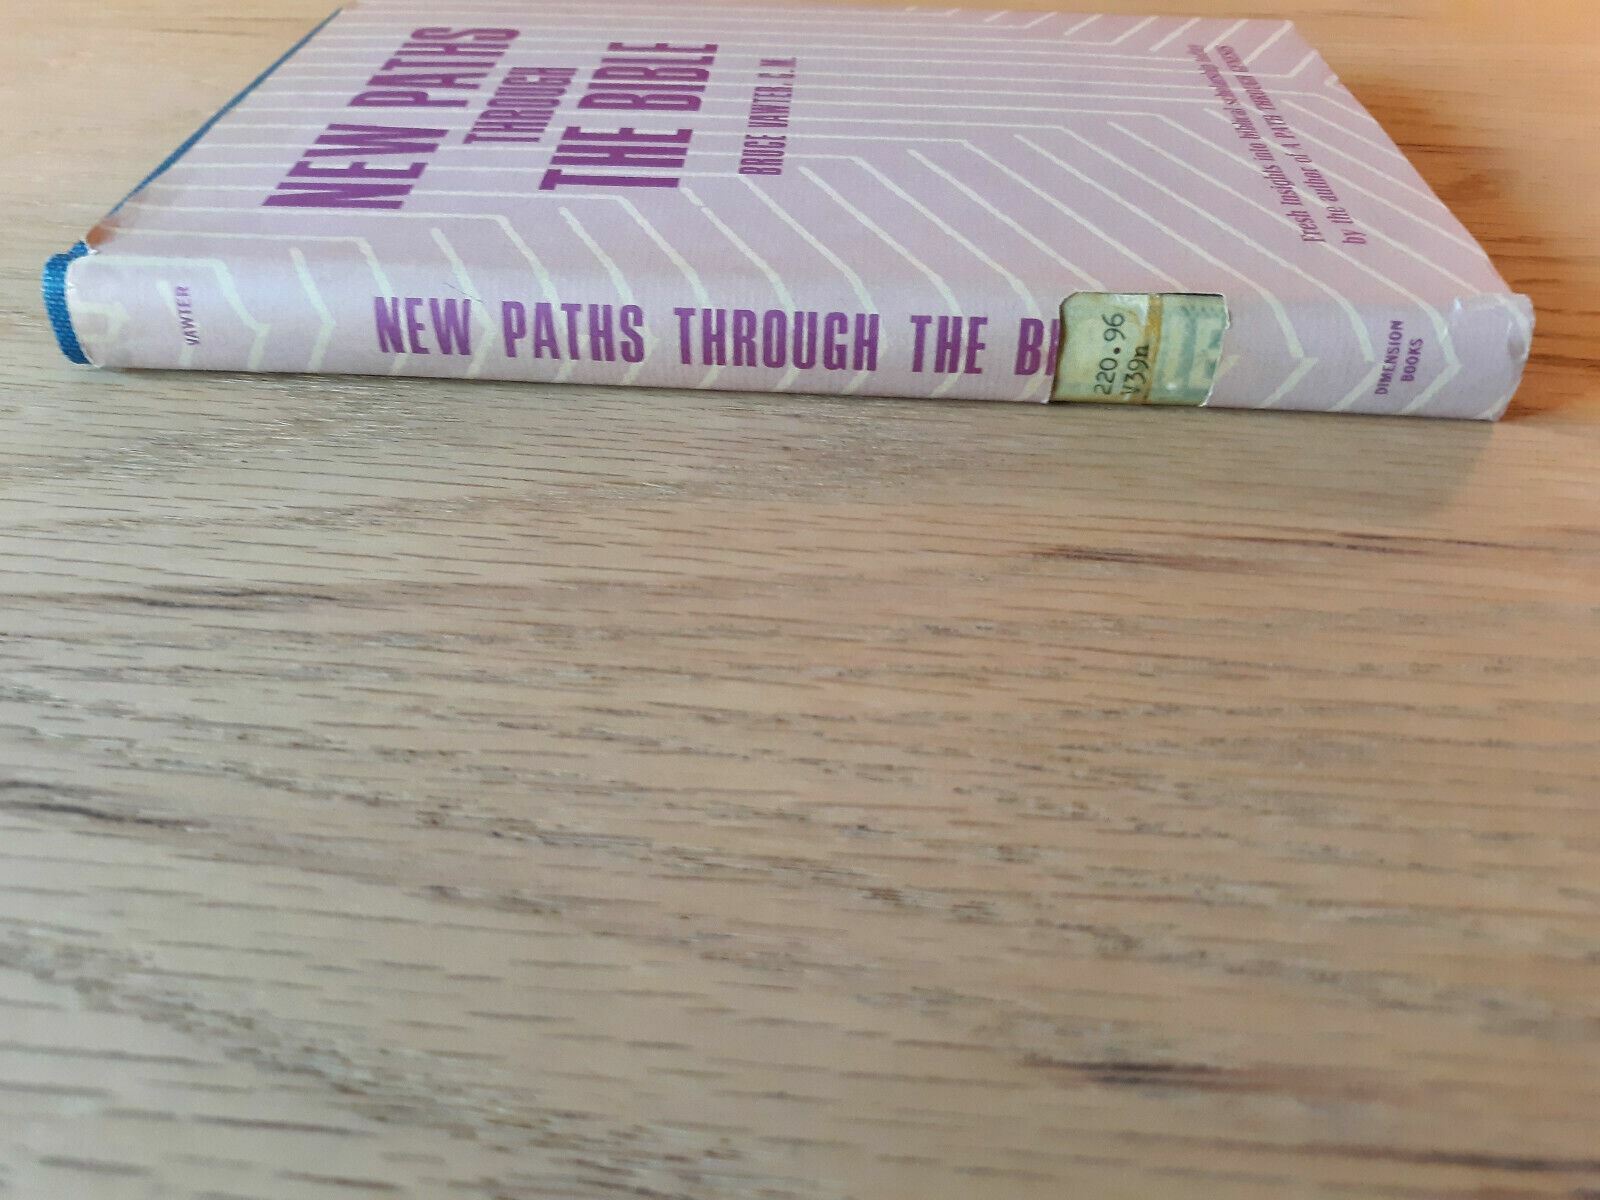 NEW PATHS
THROUGH
THE BIBLE
BRUCE VAWTER, C. M.
Fresh Insights into biblical scholarship today
by the author of A PATH THROUGH GENESIS
VAWTER
NEW PATHS THROUGH THE BI
220.96
V39n
DIMENSION
BOOKS